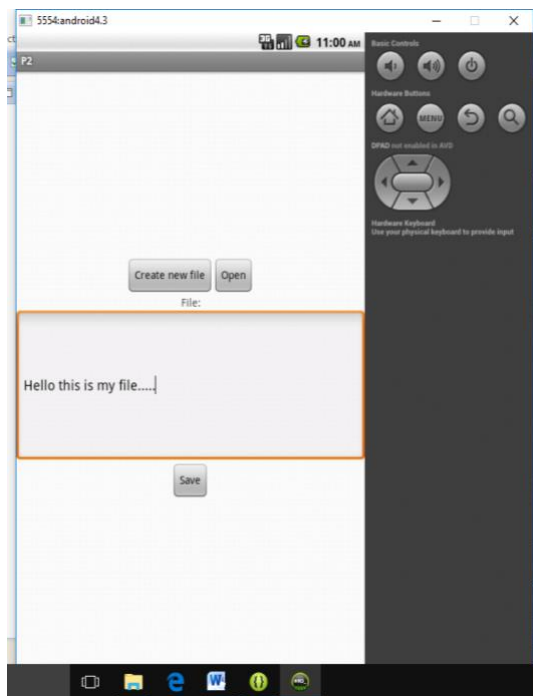 5554:android4.3
3G
11:00 AM
P2
Create new file
Open
File:
Hello this is my file.....
Save
Basic Controls
Hardware Buttons
MENU
DPAD not enabled in AVD
Hardware Keyboard
Use your physical keyboard to provide input